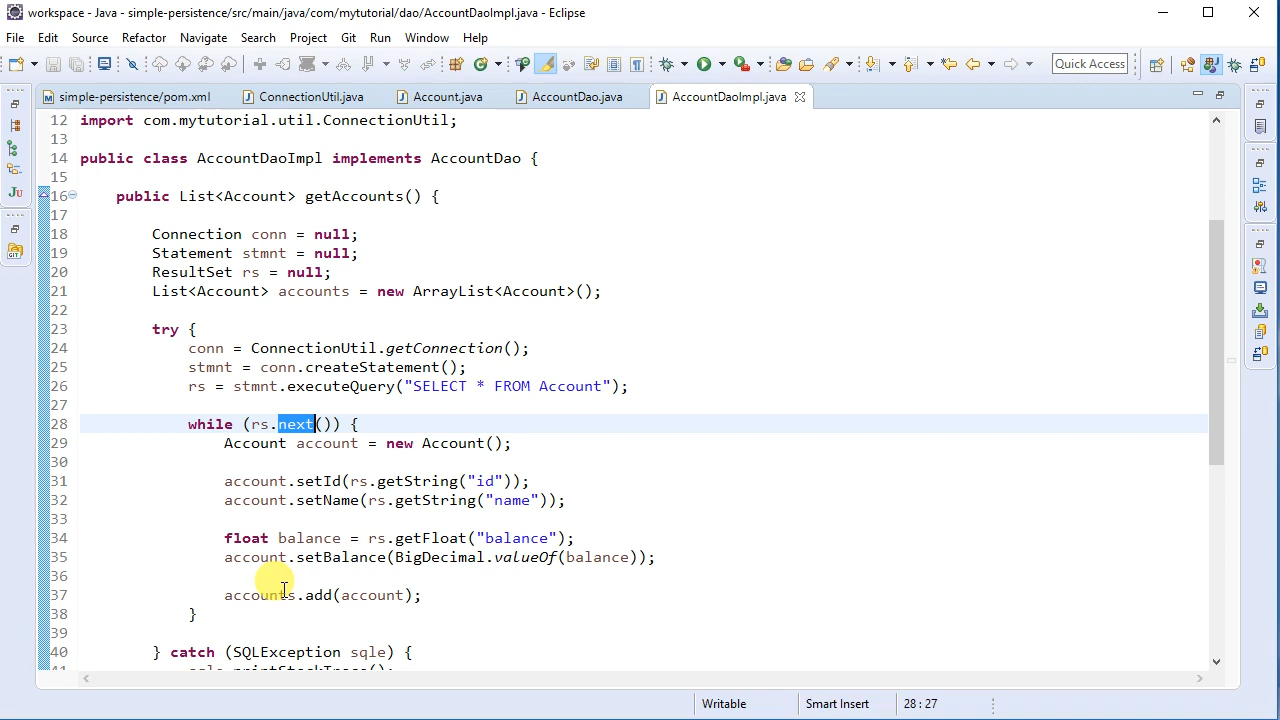 workspace - Java - simple-persistence/src/main/java/com/mytutorial/dao/AccountDaoImpl.java - Eclipse
File Edit Source Refactor Navigate Search Project Git Run Window Help
Quick Access
simple-persistence/pom.xml ConnectionUtil.java Account.java AccountDao.java AccountDaoImpl.java
12 import com.mytutorial.util.ConnectionUtil;
13
14 public class AccountDaoImpl implements AccountDao {
15
16 public List<Account> getAccounts() {
17
18 Connection conn = null;
19 Statement stmnt = null;
20 ResultSet rs = null;
21 List<Account> accounts = new ArrayList<Account>();
22
23 try {
24 conn = ConnectionUtil.getConnection();
25 stmnt = conn.createStatement();
26 rs = stmnt.executeQuery("SELECT * FROM Account");
27
28 while (rs.next()) {
29 Account account = new Account();
30
31 account.setId(rs.getString("id"));
32 account.setName(rs.getString("name"));
33
34 float balance = rs.getFloat("balance");
35 account.setBalance(BigDecimal.valueOf(balance));
36
37 accounts.add(account);
38 }
39
40 } catch (SQLException sqle) {
Writable Smart Insert 28 : 27